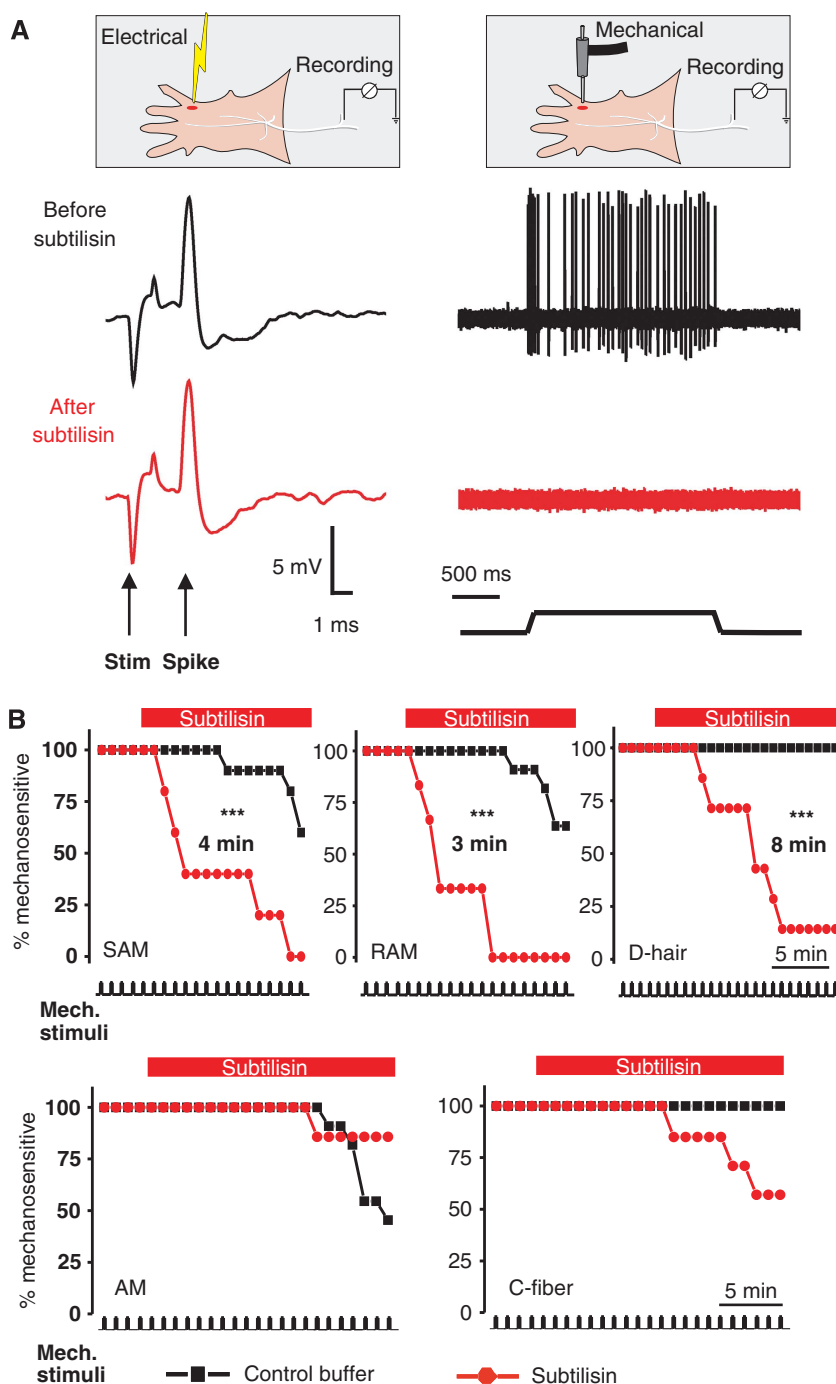 A
Electrical
Recording
Mechanical
Recording
Before
subtilisin
After
subtilisin
5 mV
1 ms
Stim Spike
500 ms
B
Subtilisin
Subtilisin
Subtilisin
% mechanosensitive
100
75
50
25
0
SAM
***
4 min
100
75
50
25
0
RAM
***
3 min
100
75
50
25
0
D-hair
***
8 min
5 min
Mech.
stimuli
Subtilisin
Subtilisin
% mechanosensitive
100
75
50
25
0
AM
100
75
50
25
0
C-fiber
5 min
Mech.
stimuli
Control buffer
Subtilisin